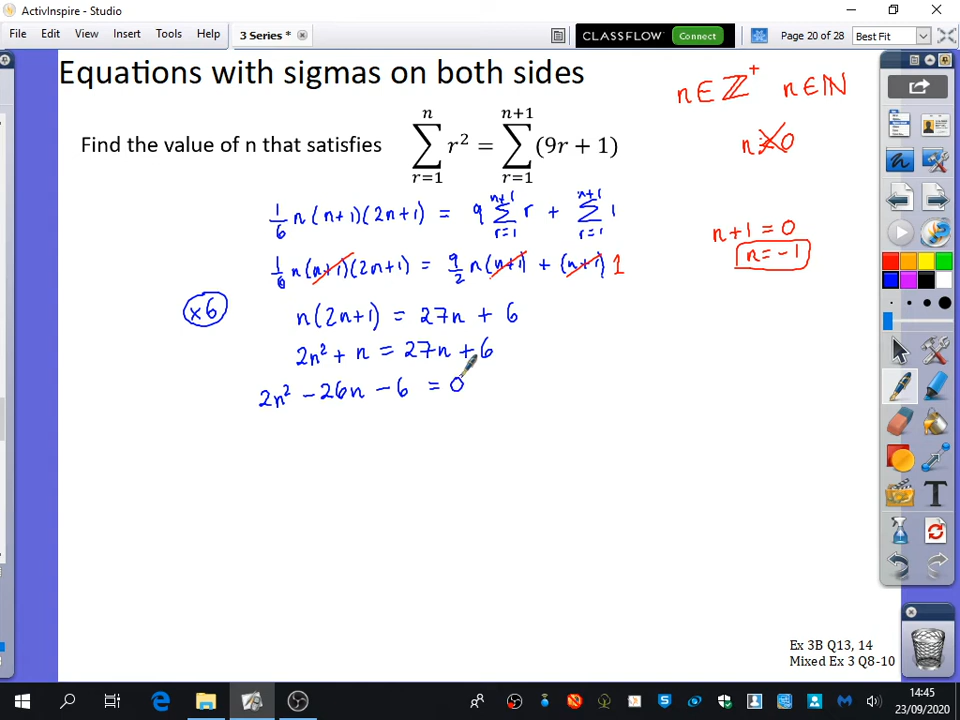 ActivInspire - Studio
File Edit View Insert Tools Help
3 Series *
CLASSFLOW Connect
Page 20 of 28
Best Fit
Equations with sigmas on both sides
n∈ℤ⁺ n∈ℕ
Find the value of n that satisfies ∑_{r=1}^{n} r² = ∑_{r=1}^{n+1} (9r + 1)
1/6 n(n+1)(2n+1) = 9 ∑_{r=1}^{n+1} r + ∑_{r=1}^{n+1} 1
n+1 = 0
n = -1
1/6 n(n+1)(2n+1) = 9/2 n(n+1) + (n+1) 1
×6 n(2n+1) = 27n + 6
2n² + n = 27n + 6
2n² - 26n - 6 = 0
Ex 3B Q13, 14
Mixed Ex 3 Q8-10
14:45
23/09/2020